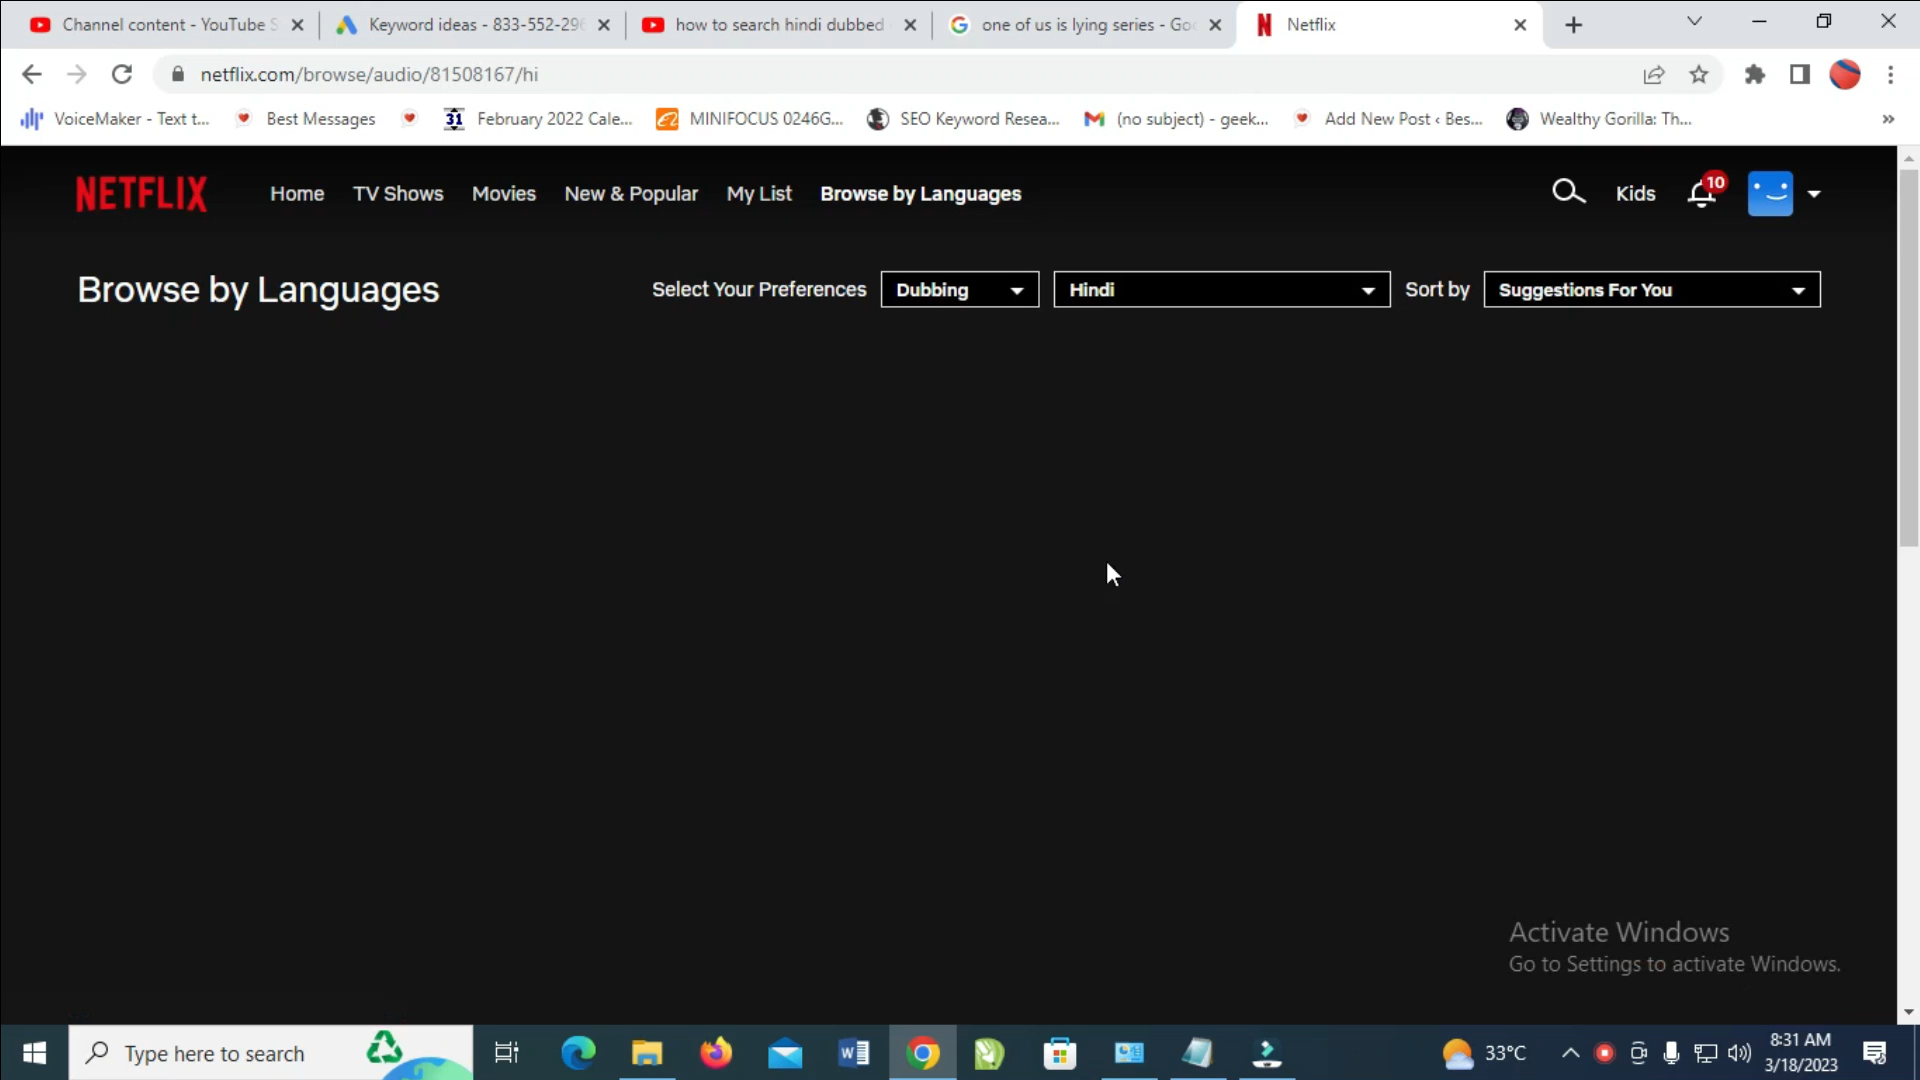 Channel content - YouTube S
Keyword ideas - 833-552-296
how to search hindi dubbed
one of us is lying series - Goo
Netflix
netflix.com/browse/audio/81508167/hi
VoiceMaker - Text t...
Best Messages
31
February 2022 Cale...
MINIFOCUS 0246G...
SEO Keyword Resea...
(no subject) - geek...
Add New Post ‹ Bes...
Wealthy Gorilla: Th...
»
NETFLIX
Home
TV Shows
Movies
New & Popular
My List
Browse by Languages
Kids
10
Browse by Languages
Select Your Preferences
Dubbing
Hindi
Sort by
Suggestions For You
Activate Windows
Go to Settings to activate Windows.
Type here to search
33°C
8:31 AM
3/18/2023